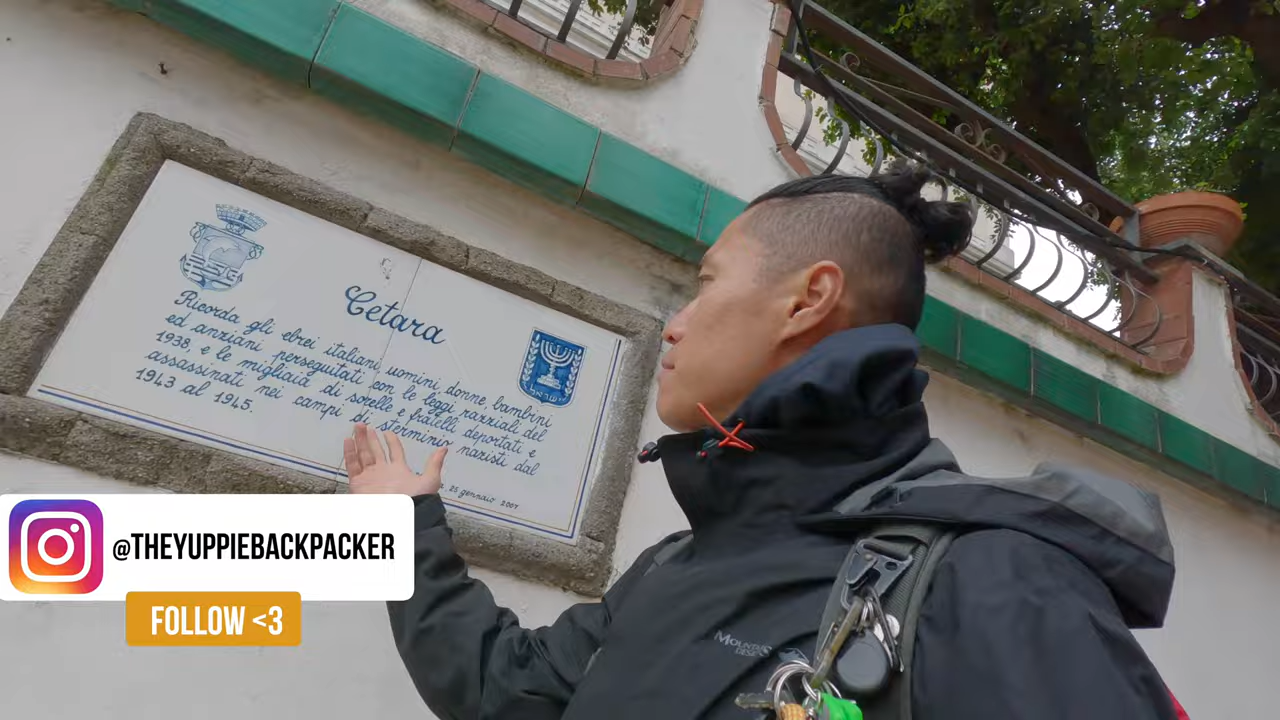 Cetara
Ricorda gli ebrei italiani uomini donne bambini
ed anziani perseguitati con le leggi razziali del
1938 e le migliaia di sorelle e fratelli deportati e
assassinati nei campi di sterminio nazisti dal
1943 al 1945.
25 gennaio 2007
@THEYUPPIEBACKPACKER
FOLLOW <3
MOUNTAIN